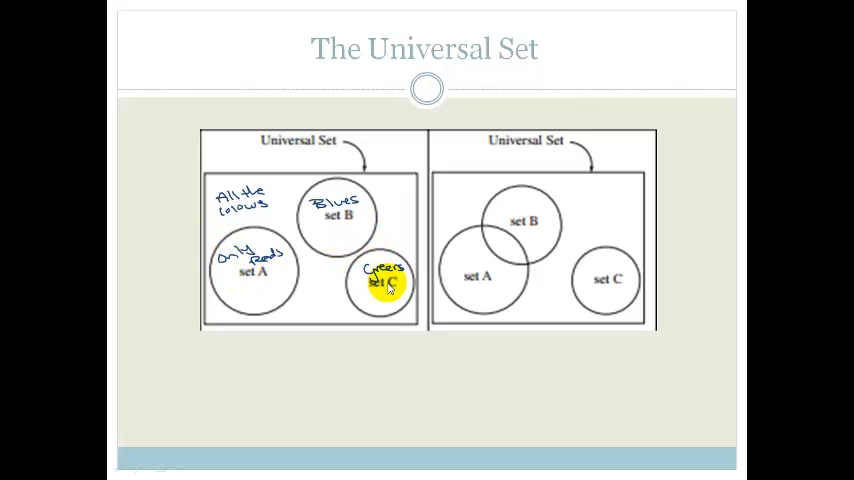 The Universal Set
Universal Set
All the
colours
Blues
set B
only
reds
set A
Greens
set C
Universal Set
set B
set A
set C